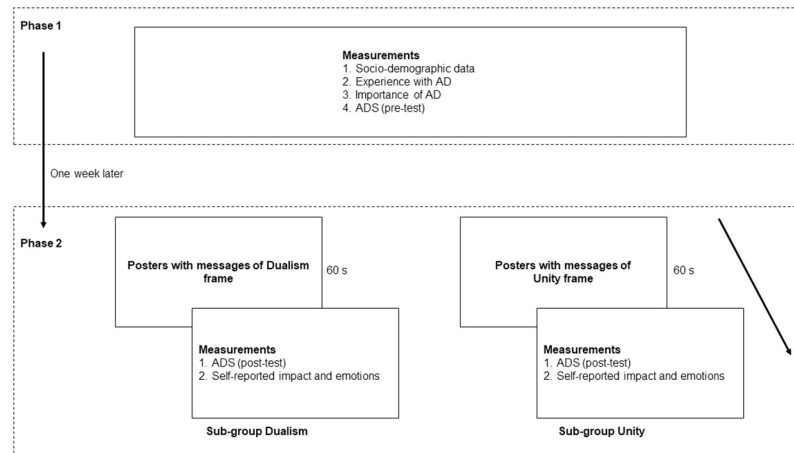 Phase 1
Measurements
1. Socio-demographic data
2. Experience with AD
3. Importance of AD
4. ADS (pre-test)
One week later
Phase 2
Posters with messages of Dualism
frame
60 s
Measurements
1. ADS (post-test)
2. Self-reported impact and emotions
Sub-group Dualism
Posters with messages of
Unity frame
60 s
Measurements
1. ADS (post-test)
2. Self-reported impact and emotions
Sub-group Unity